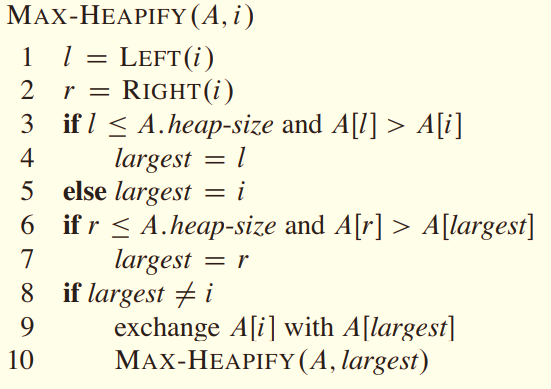 MAX-HEAPIFY(A, i)
1 l = LEFT(i)
2 r = RIGHT(i)
3 if l ≤ A.heap-size and A[l] > A[i]
4 largest = l
5 else largest = i
6 if r ≤ A.heap-size and A[r] > A[largest]
7 largest = r
8 if largest ≠ i
9 exchange A[i] with A[largest]
10 MAX-HEAPIFY(A, largest)